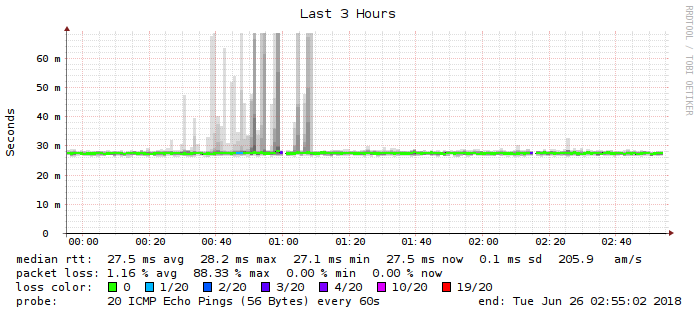 Last 3 Hours
RRDTOOL / TOBI OETIKER
Seconds
60 m
50 m
40 m
30 m
20 m
10 m
0
00:00 00:20 00:40 01:00 01:20 01:40 02:00 02:20 02:40
median rtt: 27.5 ms avg 28.2 ms max 27.1 ms min 27.5 ms now 0.1 ms sd 205.9 am/s
packet loss: 1.16 % avg 88.33 % max 0.00 % min 0.00 % now
loss color: 0 1/20 2/20 3/20 4/20 10/20 19/20
probe: 20 ICMP Echo Pings (56 Bytes) every 60s end: Tue Jun 26 02:55:02 2018